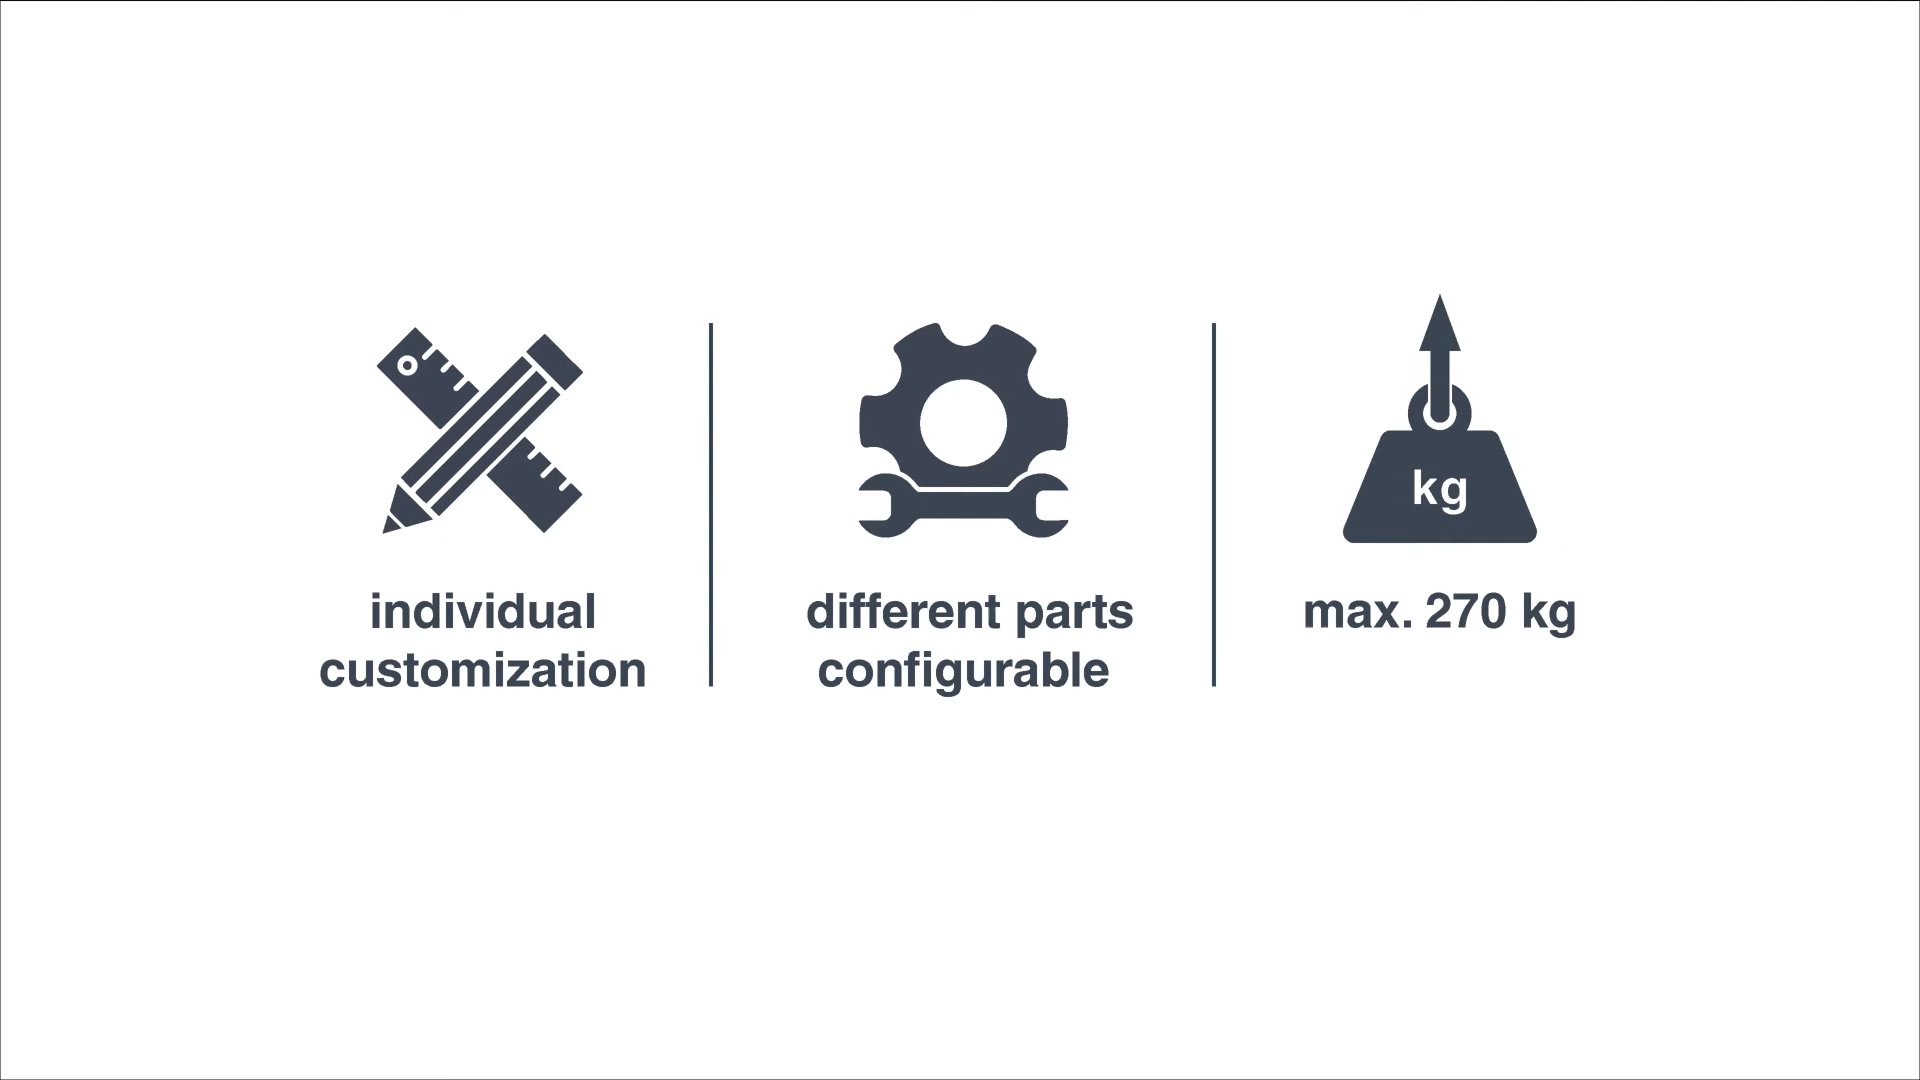 kg
individual
customization
different parts
configurable
max. 270 kg